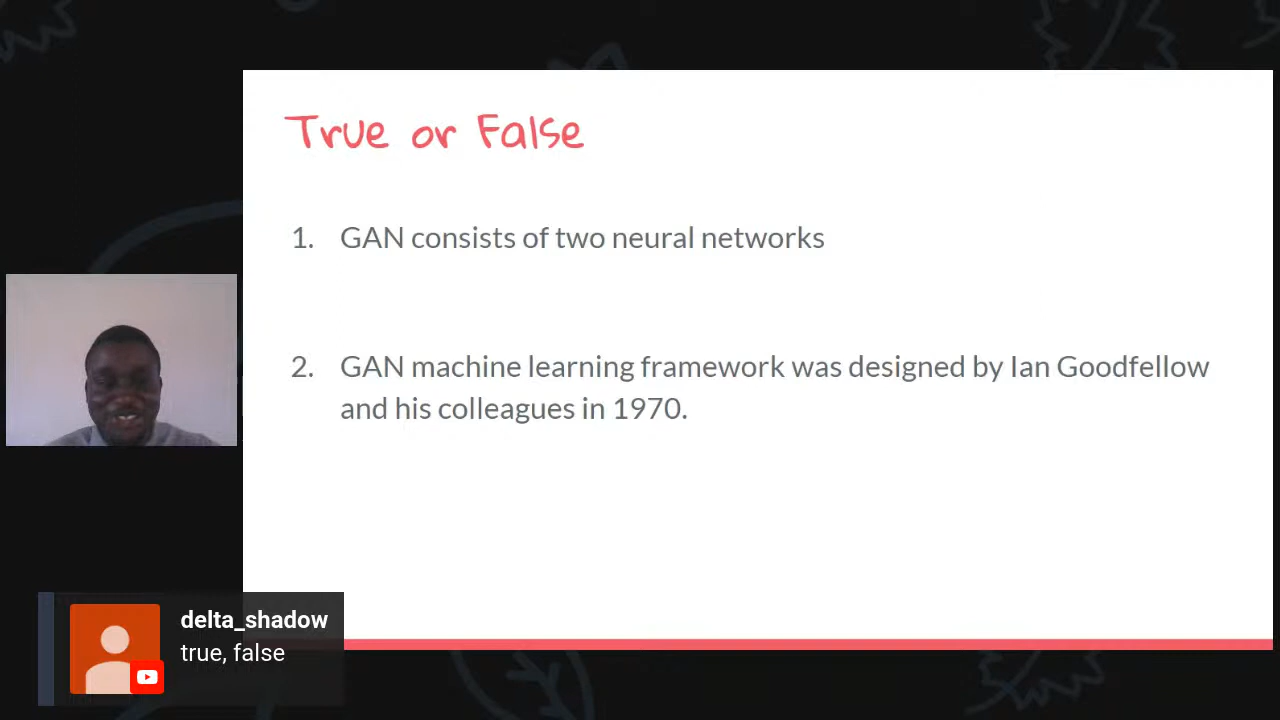 True or False
1. GAN consists of two neural networks
2. GAN machine learning framework was designed by Ian Goodfellow
and his colleagues in 1970.
delta_shadow
true, false